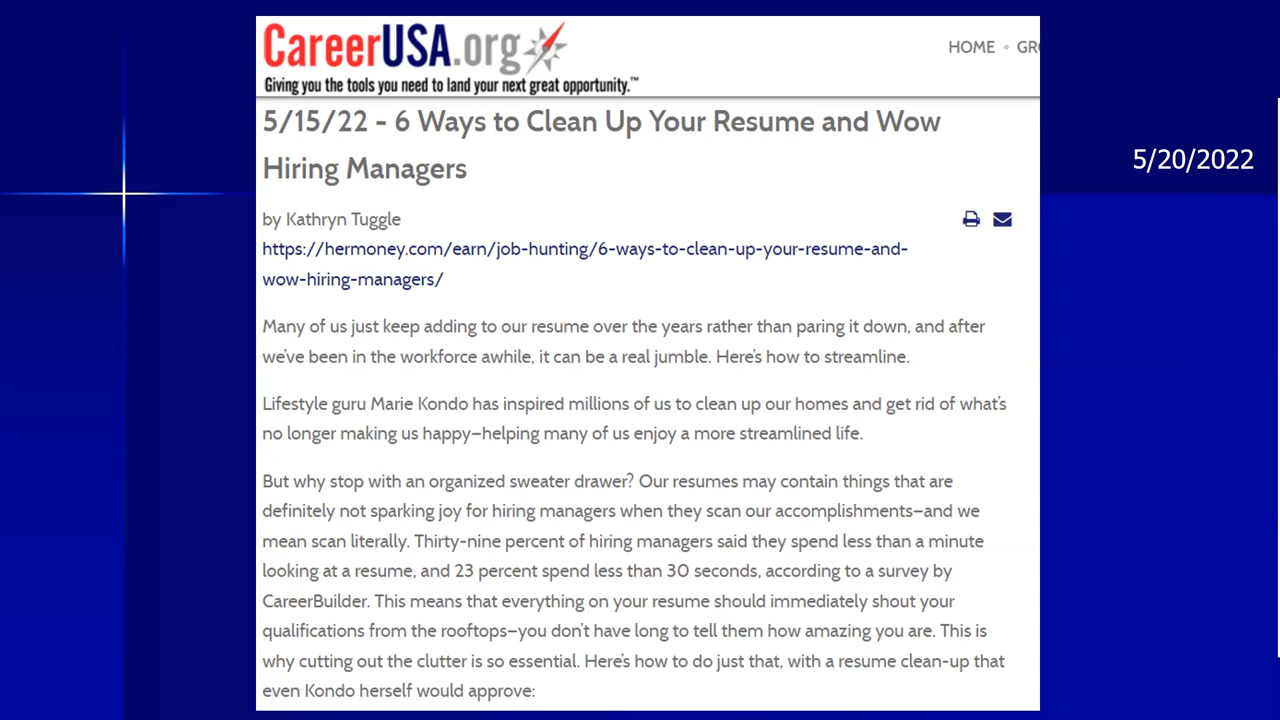 CareerUSA.org
Giving you the tools you need to land your next great opportunity.™
HOME • GR
5/15/22 - 6 Ways to Clean Up Your Resume and Wow
Hiring Managers
5/20/2022
by Kathryn Tuggle
https://hermoney.com/earn/job-hunting/6-ways-to-clean-up-your-resume-and-
wow-hiring-managers/
Many of us just keep adding to our resume over the years rather than paring it down, and after
we've been in the workforce awhile, it can be a real jumble. Here's how to streamline.
Lifestyle guru Marie Kondo has inspired millions of us to clean up our homes and get rid of what's
no longer making us happy—helping many of us enjoy a more streamlined life.
But why stop with an organized sweater drawer? Our resumes may contain things that are
definitely not sparking joy for hiring managers when they scan our accomplishments—and we
mean scan literally. Thirty-nine percent of hiring managers said they spend less than a minute
looking at a resume, and 23 percent spend less than 30 seconds, according to a survey by
CareerBuilder. This means that everything on your resume should immediately shout your
qualifications from the rooftops—you don't have long to tell them how amazing you are. This is
why cutting out the clutter is so essential. Here's how to do just that, with a resume clean-up that
even Kondo herself would approve: